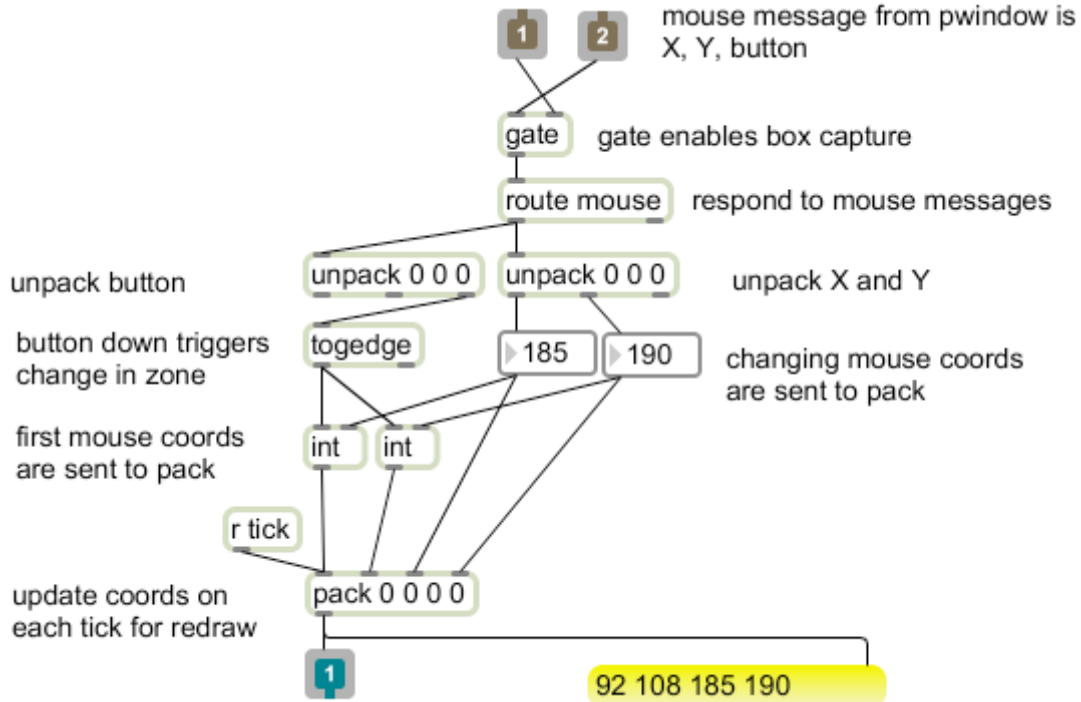 1
2
mouse message from pwindow is
X, Y, button
gate
gate enables box capture
route mouse
respond to mouse messages
unpack button
unpack 0 0 0
unpack 0 0 0
unpack X and Y
button down triggers
change in zone
togedge
185
190
changing mouse coords
are sent to pack
first mouse coords
are sent to pack
int
int
r tick
update coords on
each tick for redraw
pack 0 0 0 0
1
92 108 185 190